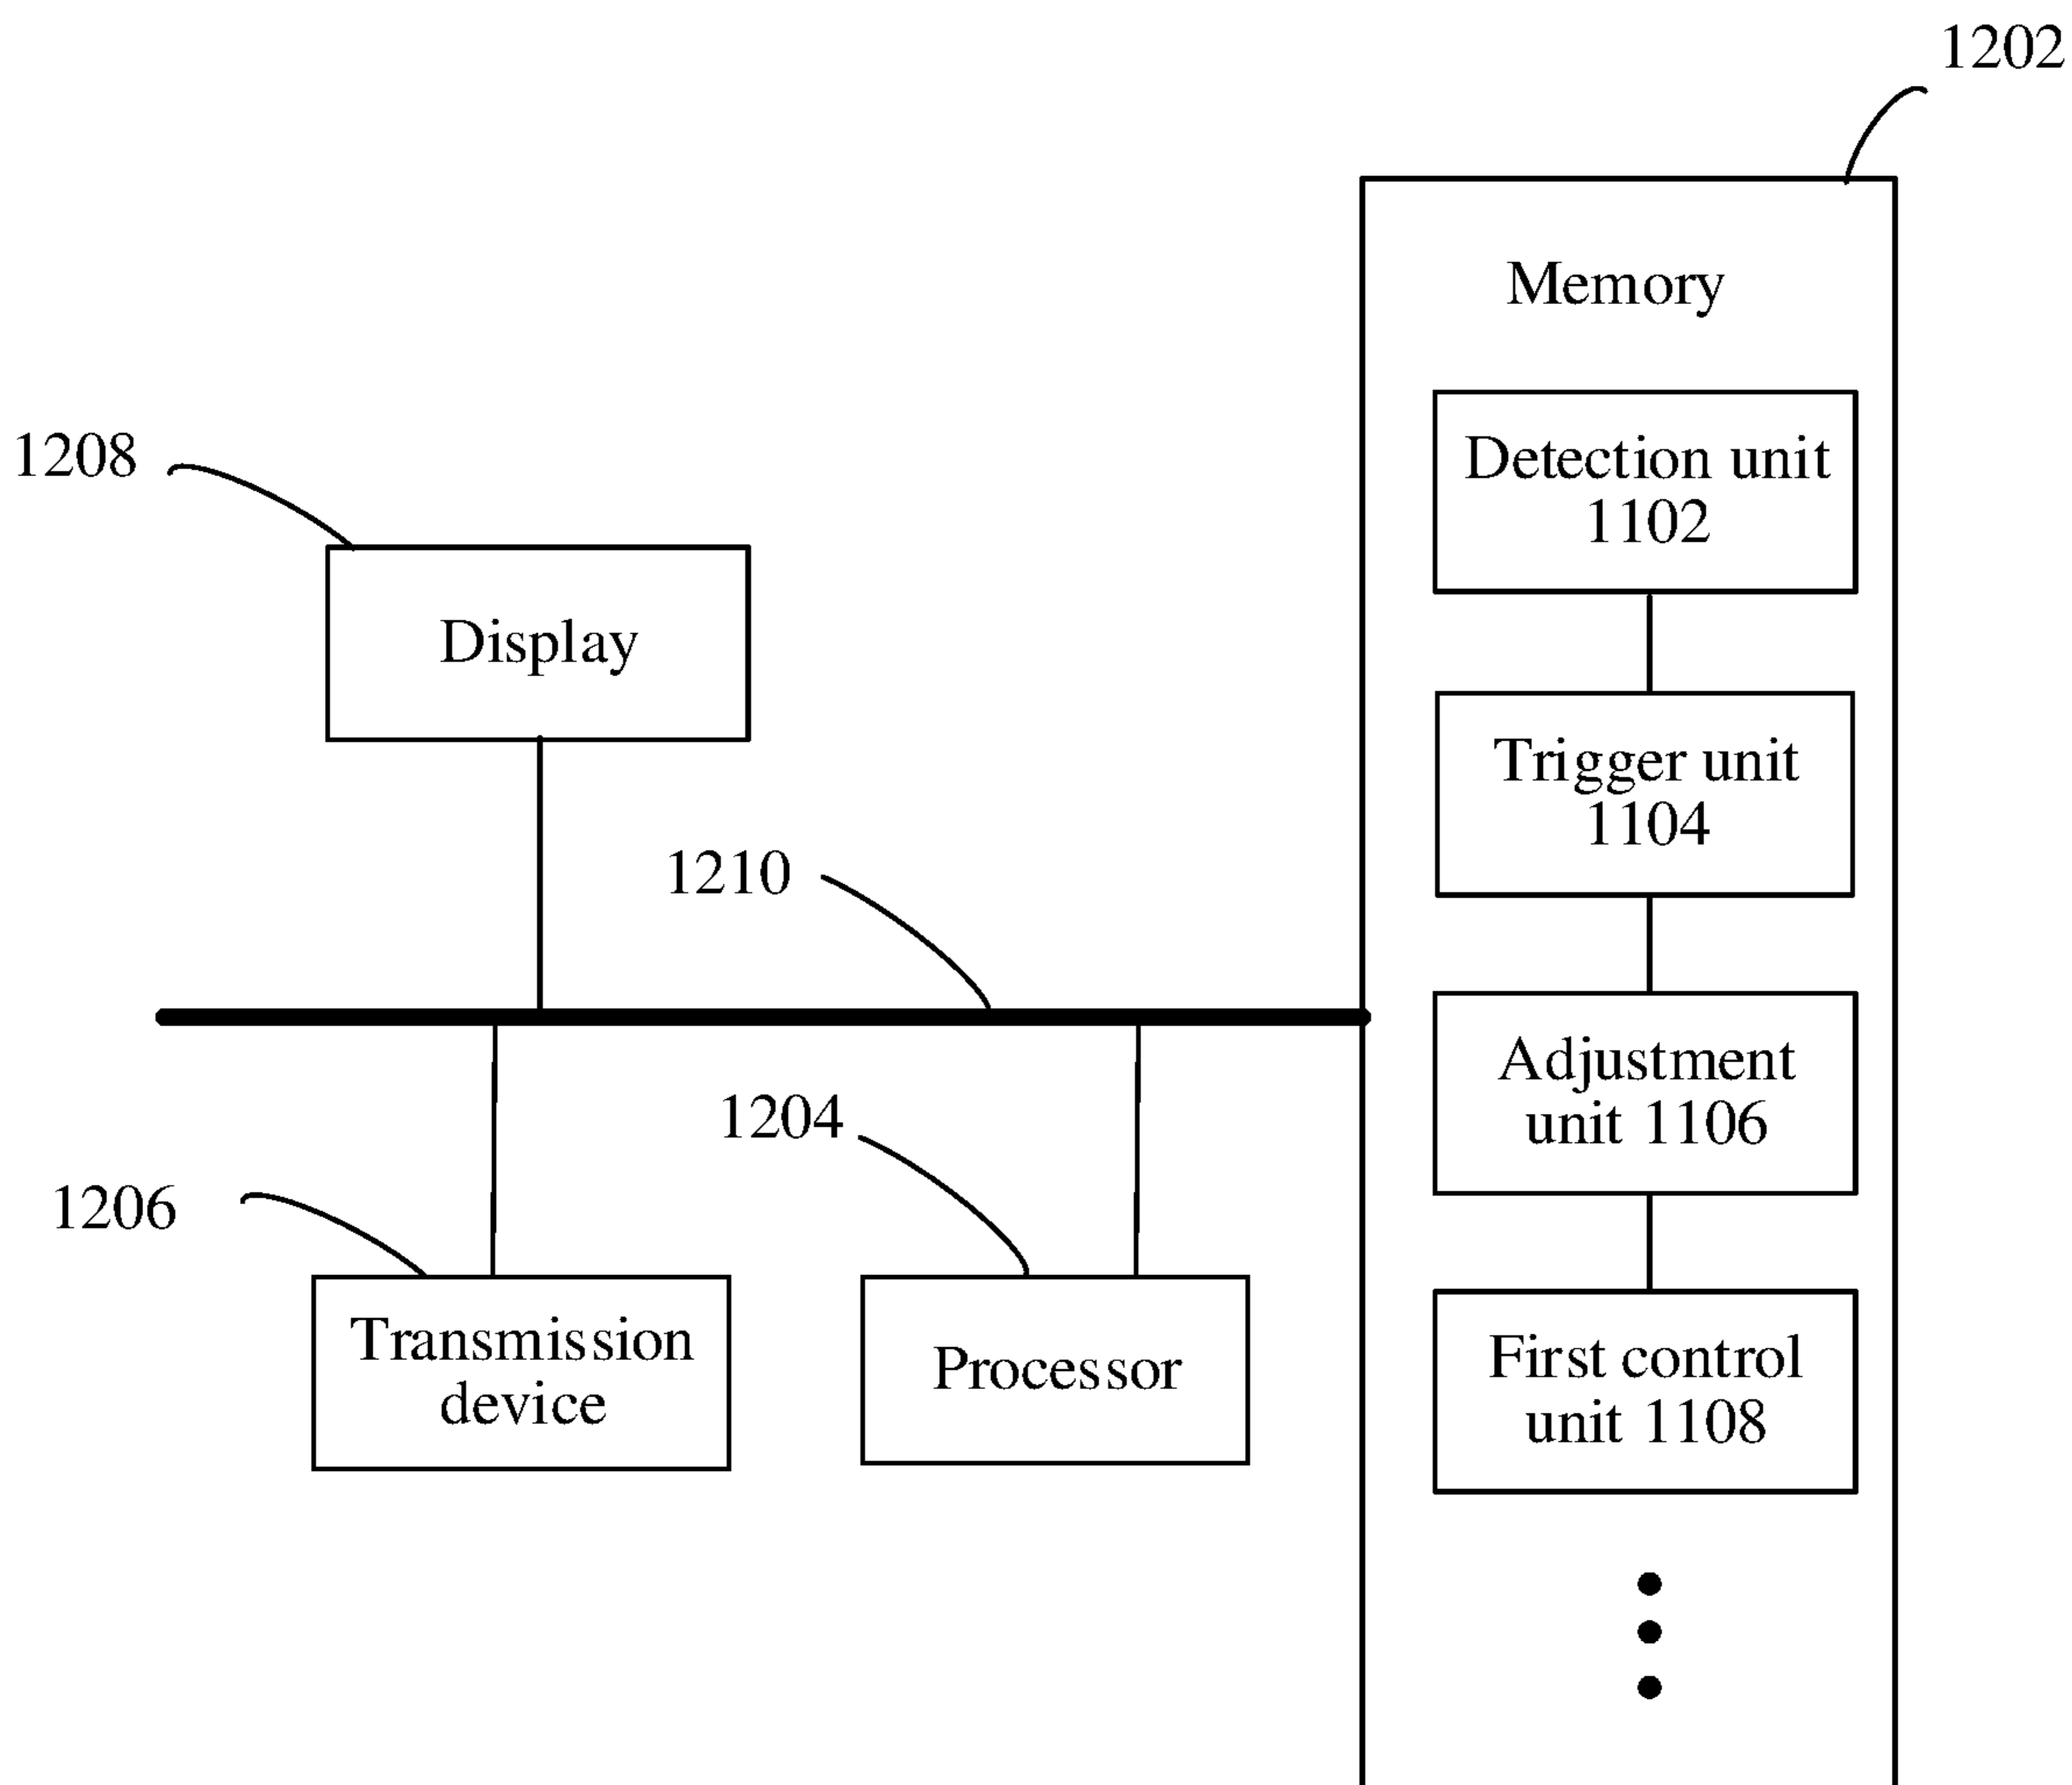 1202
Memory
Detection unit
1102
1208
Display
Trigger unit
1104
1210
Adjustment
unit 1106
1204
1206
Transmission
device
Processor
First control
unit 1108